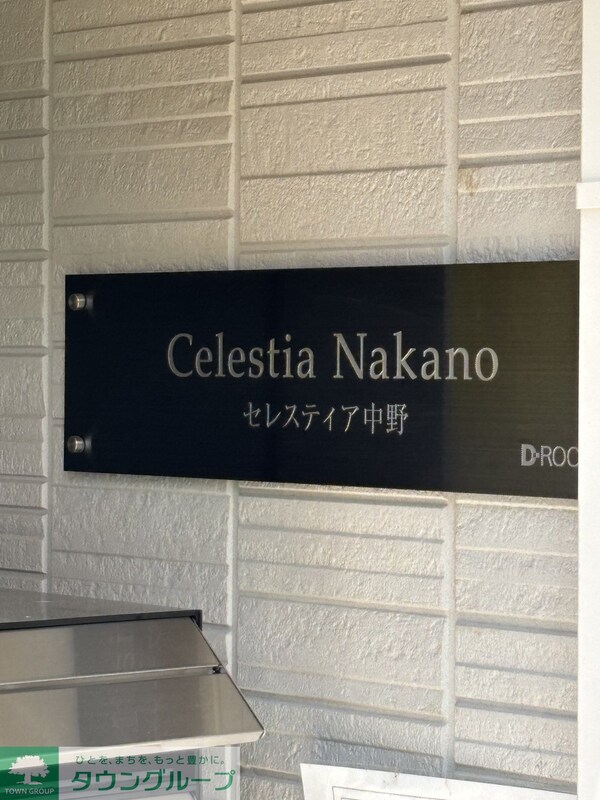 Celestia Nakano
セレスティア中野
D-ROO
ひとを、まちを、もっと豊かに。
タウングループ
TOWN GROUP